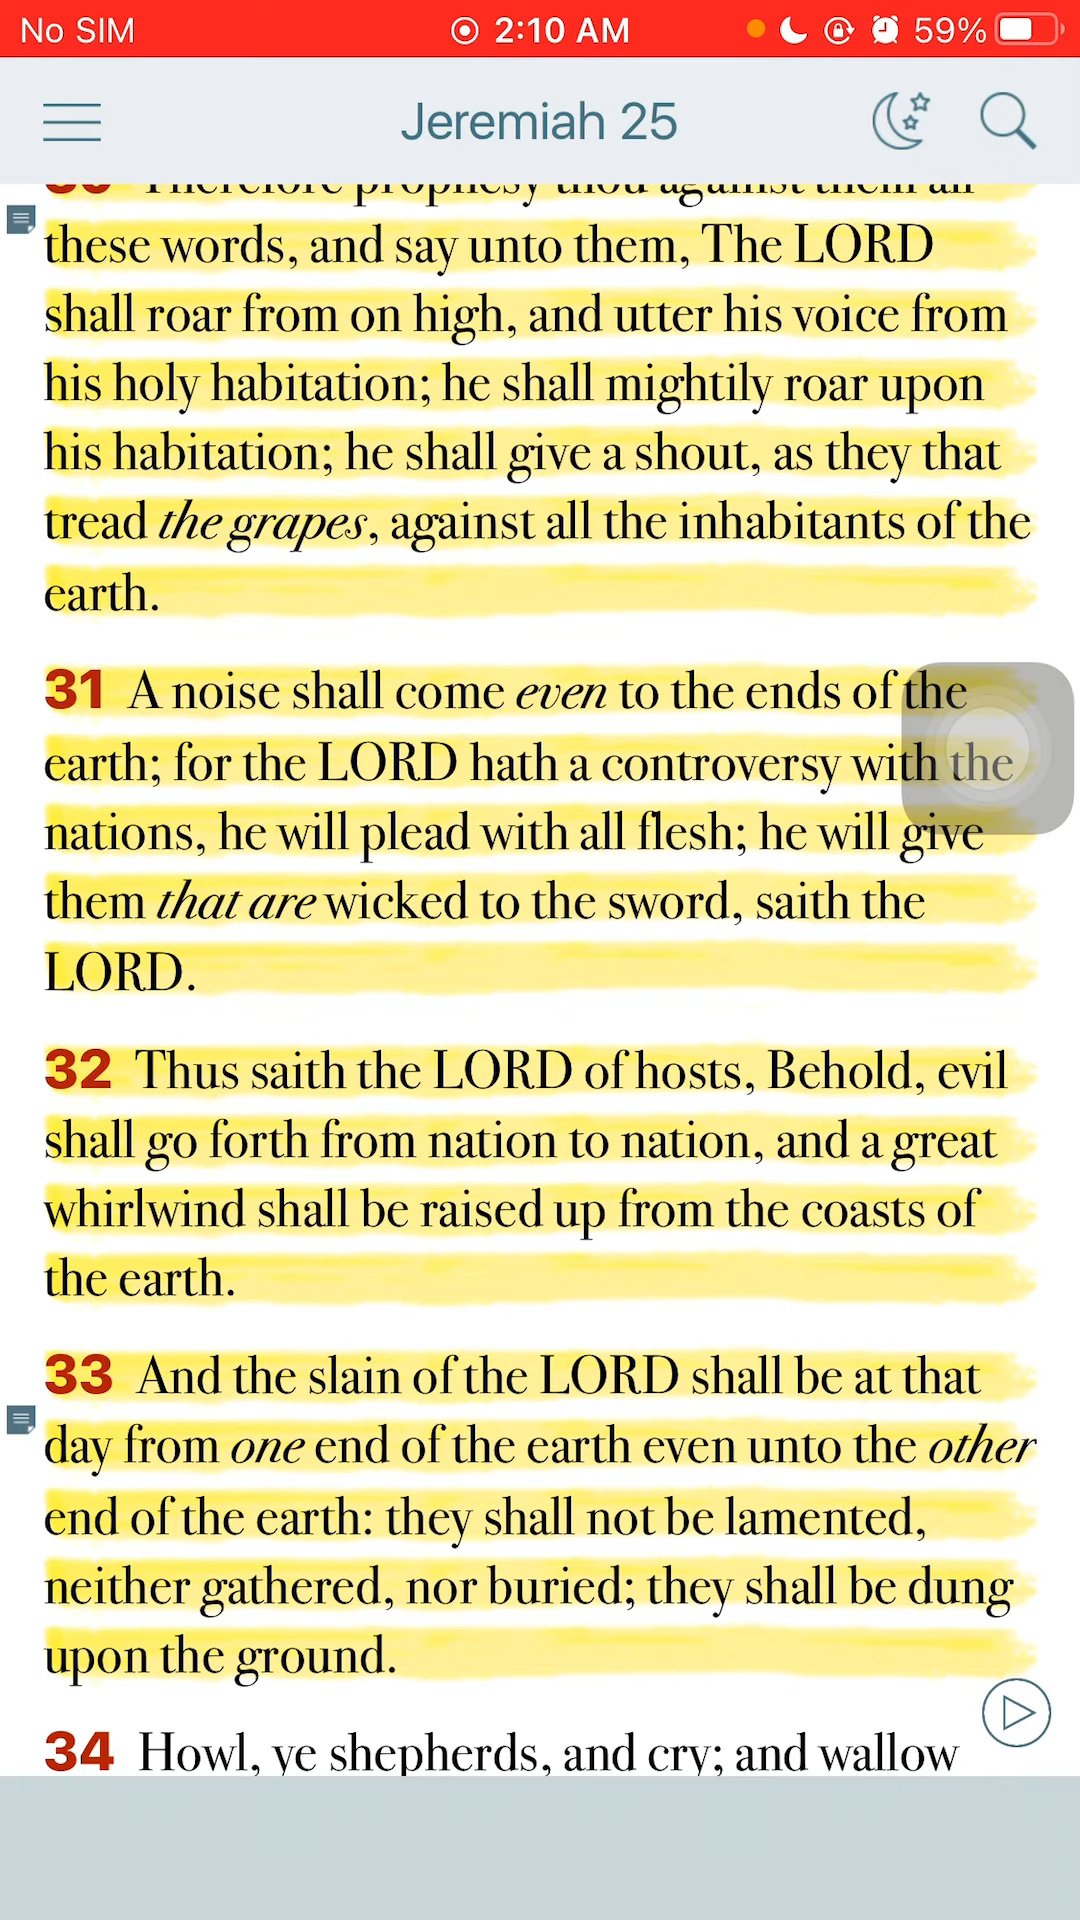 No SIM 2:10 AM 59%
Jeremiah 25
30 Therefore prophesy thou against them all
these words, and say unto them, The LORD
shall roar from on high, and utter his voice from
his holy habitation; he shall mightily roar upon
his habitation; he shall give a shout, as they that
tread the grapes, against all the inhabitants of the
earth.
31 A noise shall come even to the ends of the
earth; for the LORD hath a controversy with the
nations, he will plead with all flesh; he will give
them that are wicked to the sword, saith the
LORD.
32 Thus saith the LORD of hosts, Behold, evil
shall go forth from nation to nation, and a great
whirlwind shall be raised up from the coasts of
the earth.
33 And the slain of the LORD shall be at that
day from one end of the earth even unto the other
end of the earth: they shall not be lamented,
neither gathered, nor buried; they shall be dung
upon the ground.
34 Howl, ye shepherds, and cry; and wallow